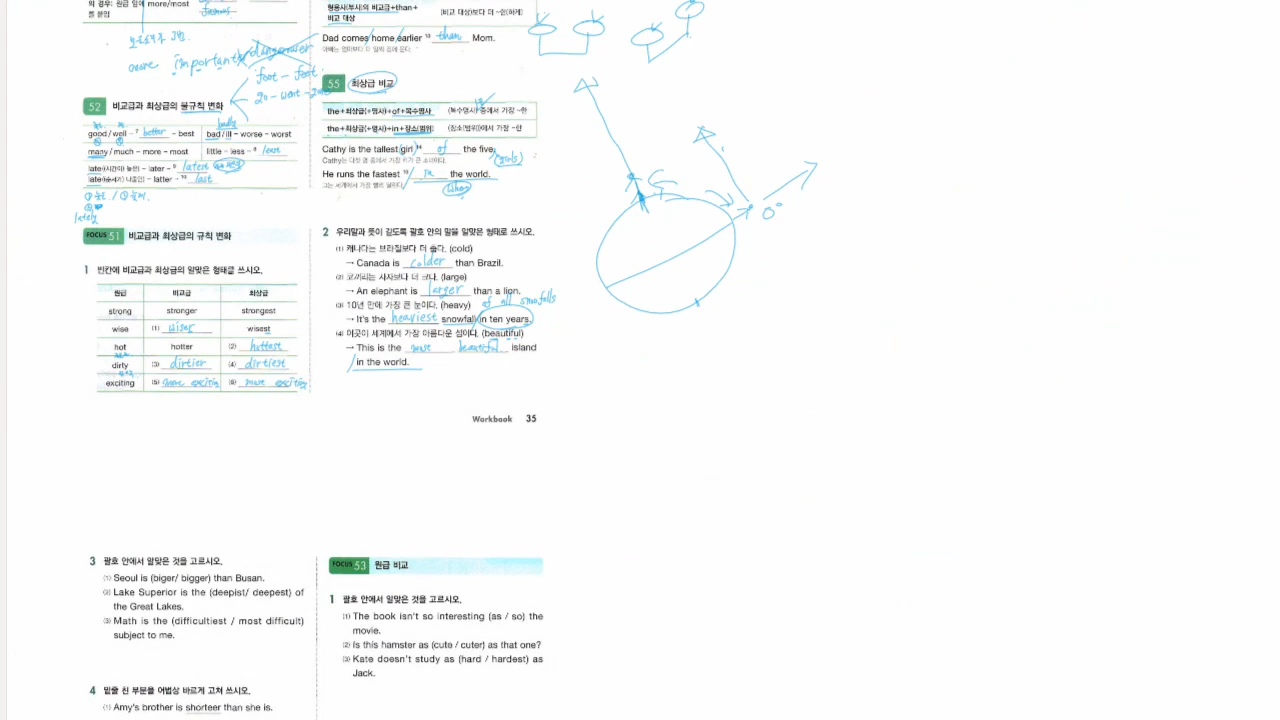 의 경우: 원급 앞에 more/most
를 붙임
more important
foot - feet
52 비교급과 최상급의 불규칙 변화
good / well - 7 better - best
bad / ill - worse - worst
badly
many / much - more - most
little - less - 8 least
late(시간이) 늦은) - later - 9 latest
late(순서가) 나중인) - latter - 10 last
lately
형용사/부사의 비교급+than+
비교 대상
(비교 대상)보다 더 ~한(하게)
Dad comes home earlier 13 than Mom.
아빠는 엄마보다 더 일찍 집에 온다.
55 최상급 비교
the+최상급(+명사)+of+복수명사 (복수명사) 중에서 가장 ~한
the+최상급(+명사)+in+장소/범위 (장소/범위)에서 가장 ~한
Cathy is the tallest girl 14 of the five.
(girls)
Cathy는 다섯 명 중에서 가장 키가 큰 소녀이다.
He runs the fastest 15 in the world.
그는 세계에서 가장 빨리 달린다.
0°
FOCUS 51 비교급과 최상급의 규칙 변화
1 빈칸에 비교급과 최상급의 알맞은 형태를 쓰시오.
원급 비교급 최상급
strong stronger strongest
wise (1) wiser wisest
hot hotter (2) hottest
dirty (3) dirtier (4) dirtiest
exciting (5) more exciting (6) most exciting
2 우리말과 뜻이 같도록 괄호 안의 말을 알맞은 형태로 쓰시오.
(1) 캐나다는 브라질보다 더 춥다. (cold)
→ Canada is colder than Brazil.
(2) 코끼리는 사자보다 더 크다. (large)
→ An elephant is larger than a lion.
(3) 10년 만에 가장 큰 눈이다. (heavy)
of all snowfalls
→ It's the heaviest snowfall in ten years.
(4) 이곳이 세계에서 가장 아름다운 섬이다. (beautiful)
→ This is the most beautiful island
in the world.
Workbook 35
3 괄호 안에서 알맞은 것을 고르시오.
(1) Seoul is (biger/ bigger) than Busan.
(2) Lake Superior is the (deepist/ deepest) of
the Great Lakes.
(3) Math is the (difficultiest / most difficult)
subject to me.
4 밑줄 친 부분을 어법상 바르게 고쳐 쓰시오.
(1) Amy's brother is shorteer than she is.
FOCUS 53 원급 비교
1 괄호 안에서 알맞은 것을 고르시오.
(1) The book isn't so interesting (as / so) the
movie.
(2) Is this hamster as (cute / cuter) as that one?
(3) Kate doesn't study as (hard / hardest) as
Jack.